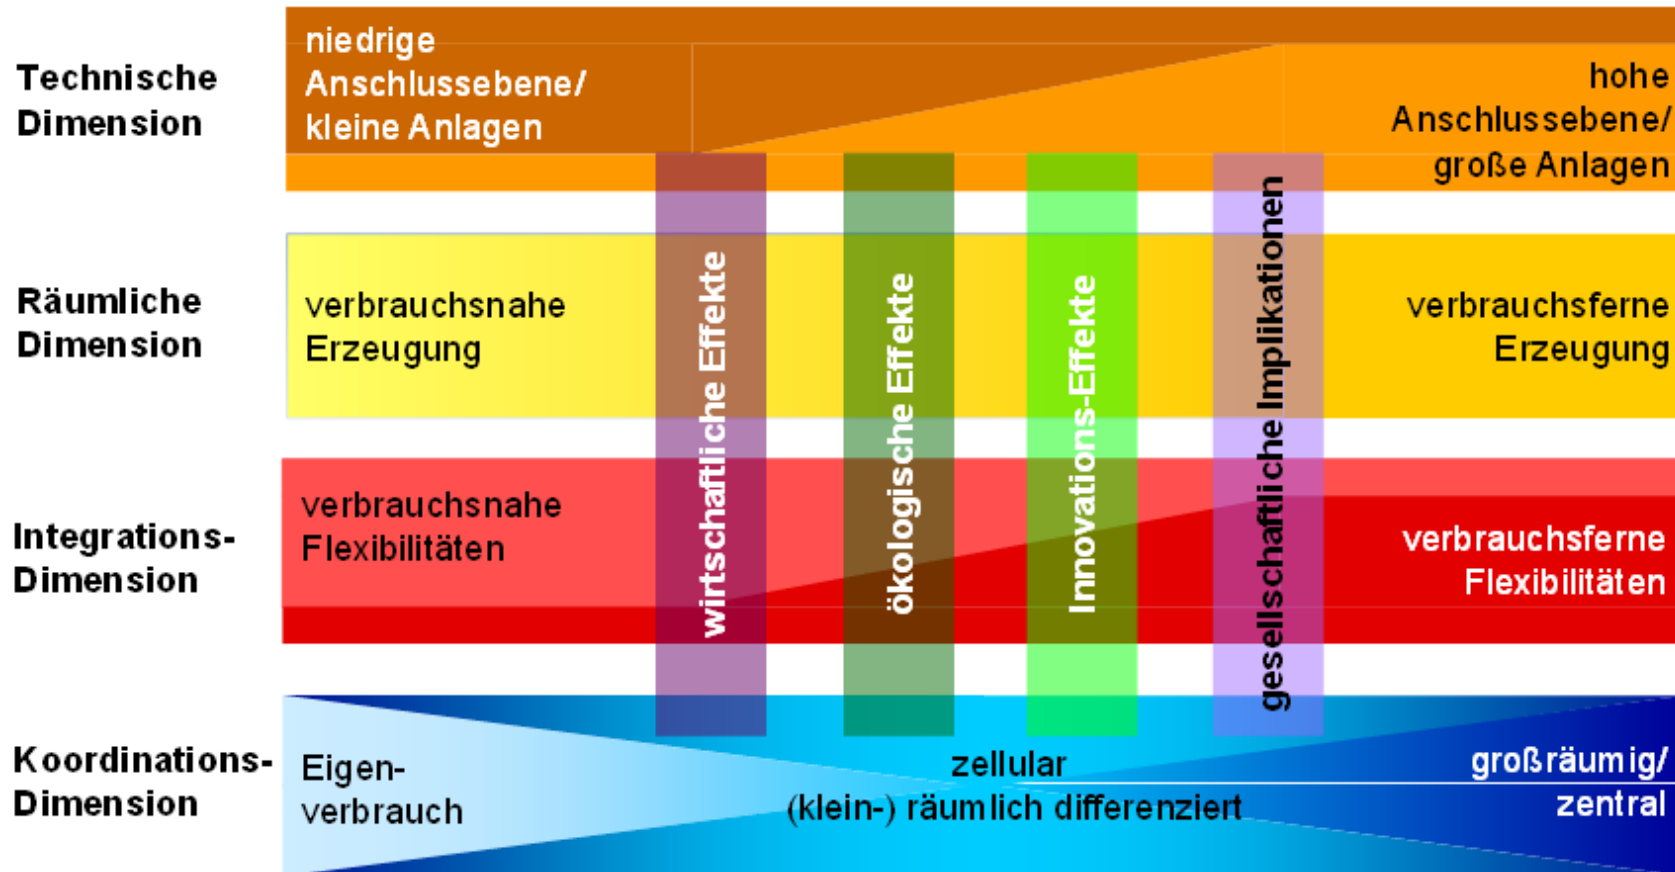 Technische
Dimension
niedrige
Anschlussebene/
kleine Anlagen
hohe
Anschlussebene/
große Anlagen
Räumliche
Dimension
verbrauchsnahe
Erzeugung
verbrauchsferne
Erzeugung
Integrations-
Dimension
verbrauchsnahe
Flexibilitäten
verbrauchsferne
Flexibilitäten
Koordinations-
Dimension
Eigen-
verbrauch
zellular
(klein-) räumlich differenziert
großräumig/
zentral
wirtschaftliche Effekte
ökologische Effekte
Innovations-Effekte
gesellschaftliche Implikationen